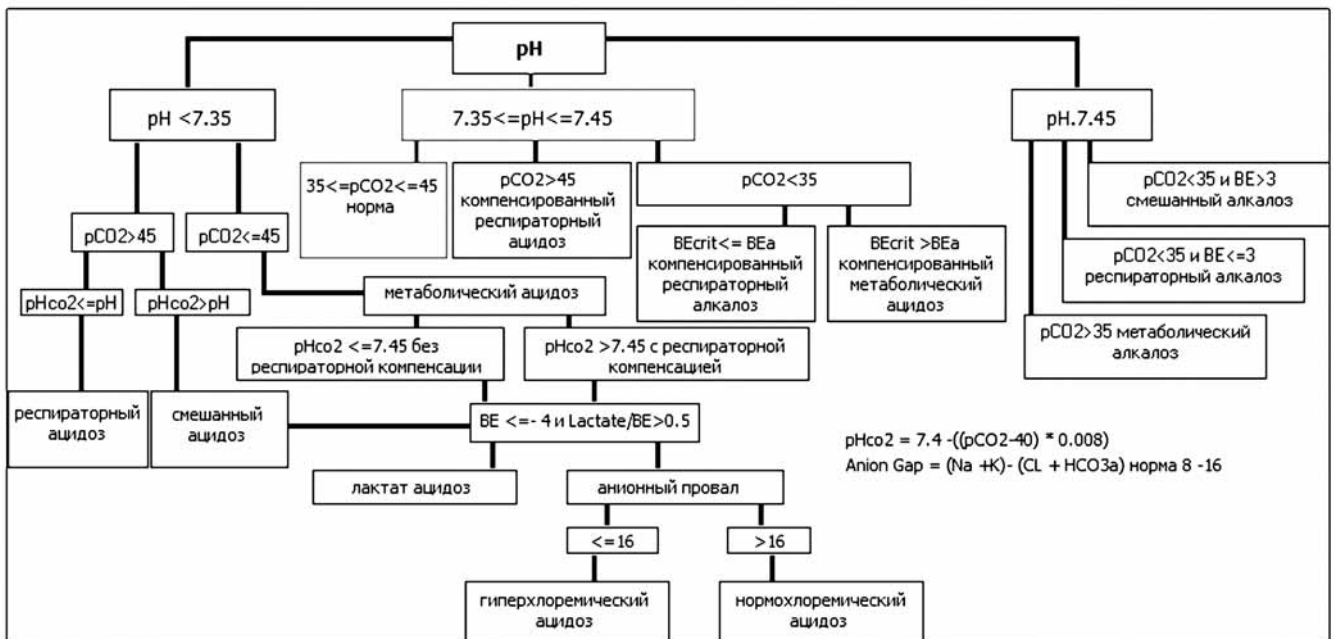 pH
pH <7.35
7.35<=pH<=7.45
pH.7.45
35<=pCO2<=45
норма
pCO2>45
компенсированный
респираторный
ацидоз
pCO2<35
pCO2<35 и BE>3
смешанный алкалоз
pCO2>45
pCO2<=45
BEcrit<= BEa
компенсированный
респираторный
алкалоз
BEcrit >BEa
компенсированный
метаболический
ацидоз
pCO2<35 и BE<=3
респираторный алкалоз
pHco2<=pH
pHco2>pH
метаболический ацидоз
pCO2>35 метаболический
алкалоз
pHco2 <=7.45 без
респираторной компенсации
pHco2 >7.45 с респираторной
компенсацией
респираторный
ацидоз
смешанный
ацидоз
BE <=- 4 и Lactate/BE>0.5
pHco2 = 7.4 -((pCO2-40) * 0.008)
Anion Gap = (Na +K)- (CL + HCO3a) норма 8 -16
лактат ацидоз
анионный провал
<=16
>16
гиперхлоремический
ацидоз
нормохлоремический
ацидоз